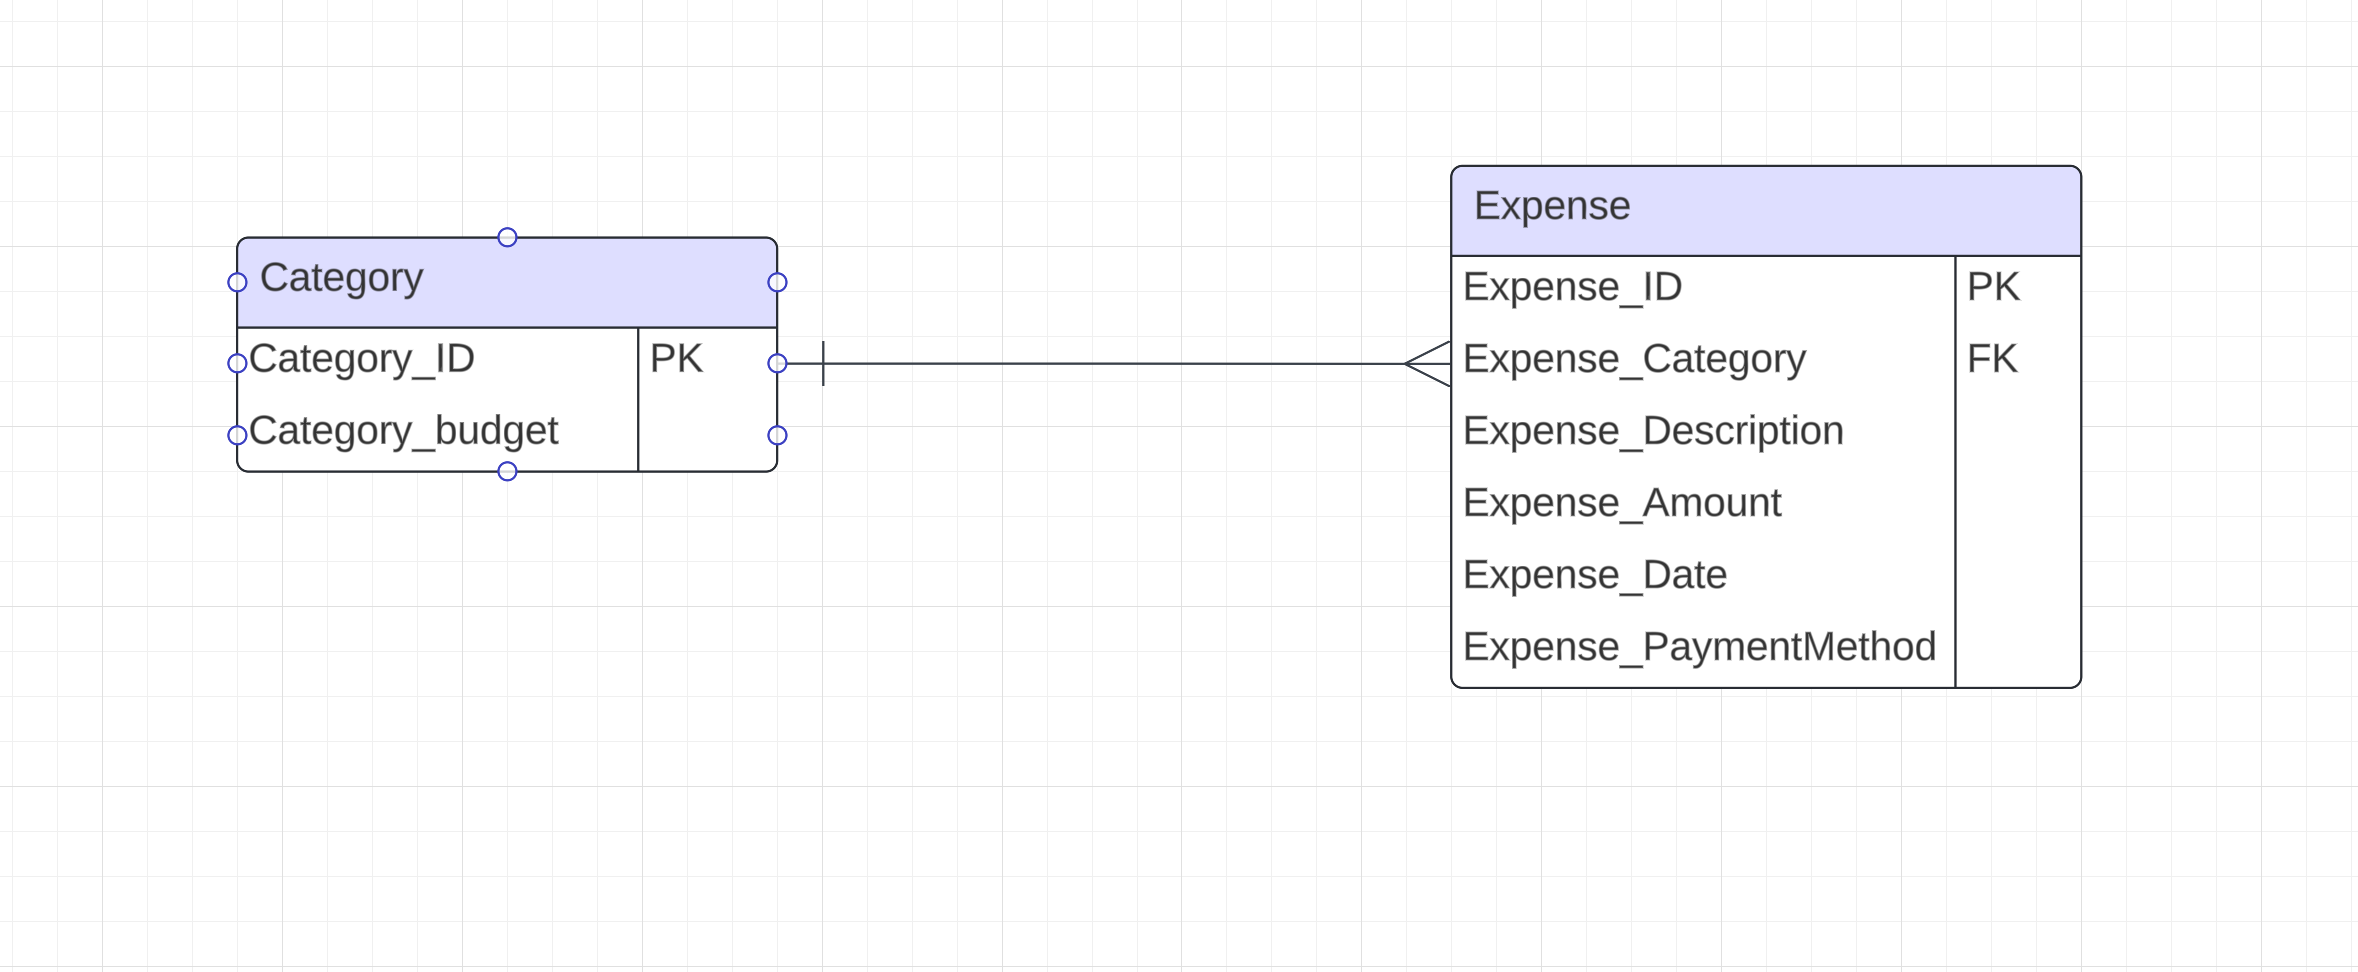 Category
Category_ID PK
Category_budget
Expense
Expense_ID PK
Expense_Category FK
Expense_Description
Expense_Amount
Expense_Date
Expense_PaymentMethod